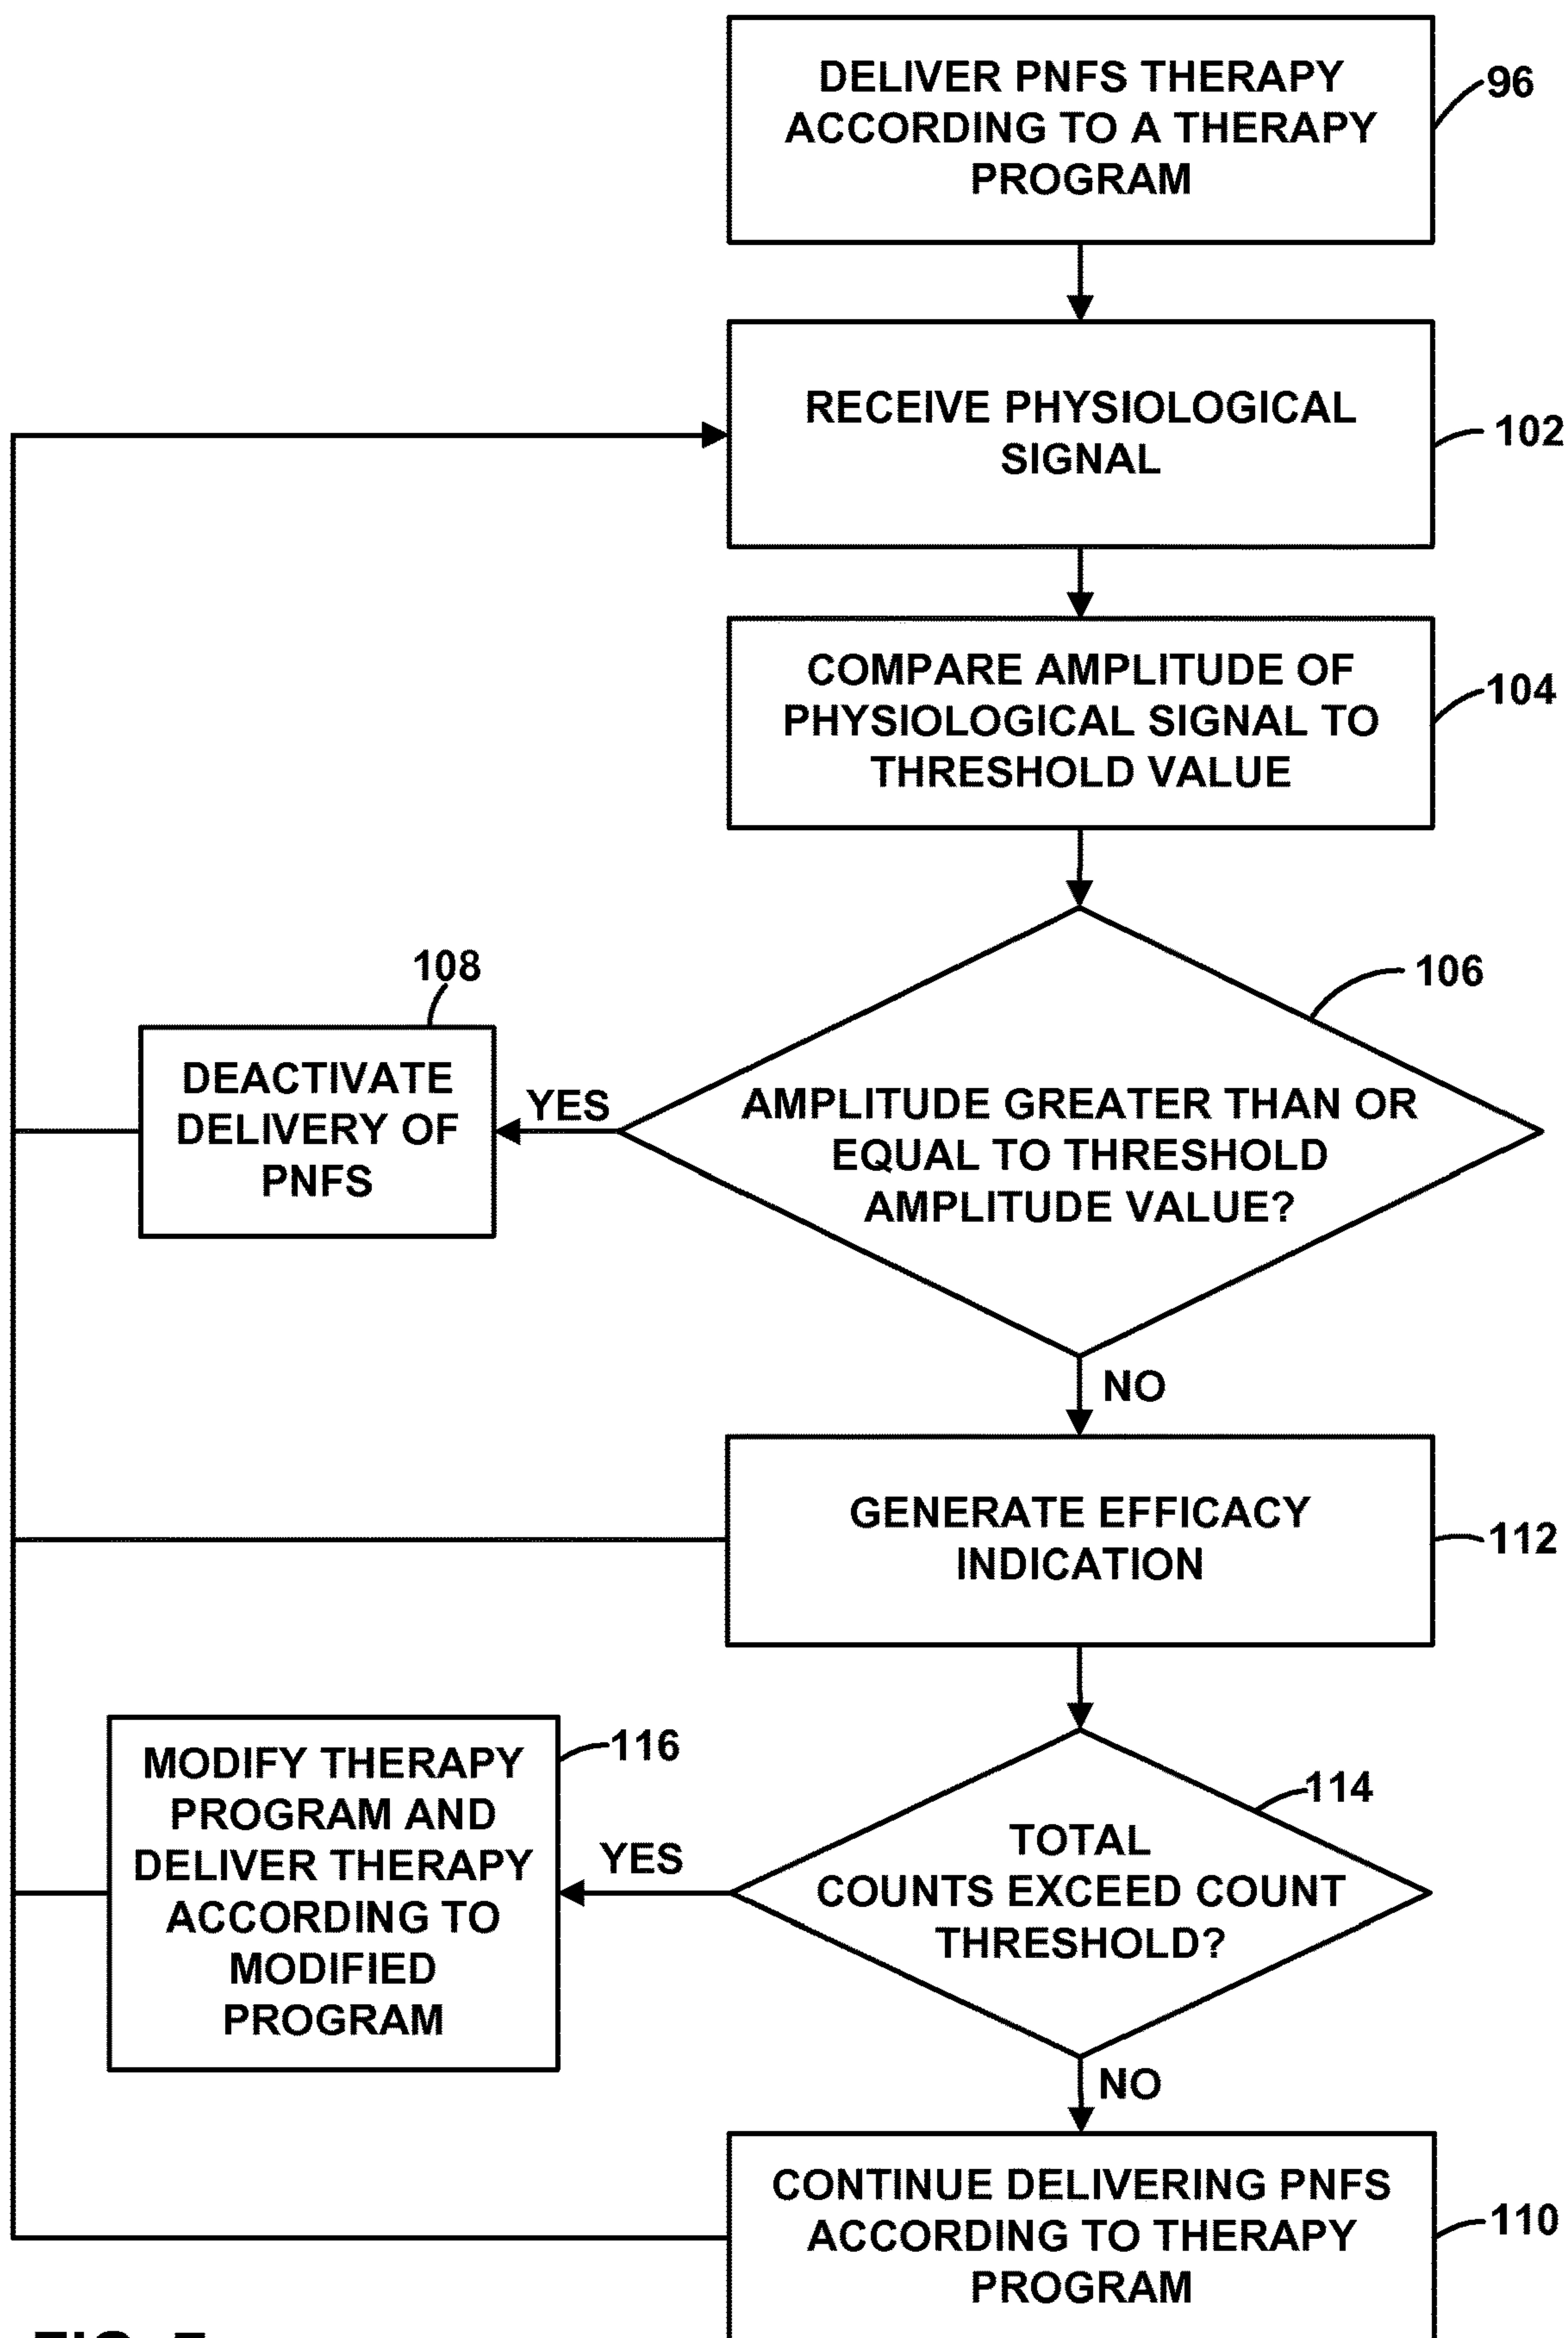 DELIVER PNFS THERAPY
ACCORDING TO A THERAPY
PROGRAM
96
RECEIVE PHYSIOLOGICAL
SIGNAL
102
COMPARE AMPLITUDE OF
PHYSIOLOGICAL SIGNAL TO
THRESHOLD VALUE
104
108
106
DEACTIVATE
DELIVERY OF
PNFS
YES
AMPLITUDE GREATER THAN OR
EQUAL TO THRESHOLD
AMPLITUDE VALUE?
NO
GENERATE EFFICACY
INDICATION
112
MODIFY THERAPY
PROGRAM AND
DELIVER THERAPY
ACCORDING TO
MODIFIED
PROGRAM
116
YES
114
TOTAL
COUNTS EXCEED COUNT
THRESHOLD?
NO
CONTINUE DELIVERING PNFS
ACCORDING TO THERAPY
PROGRAM
110